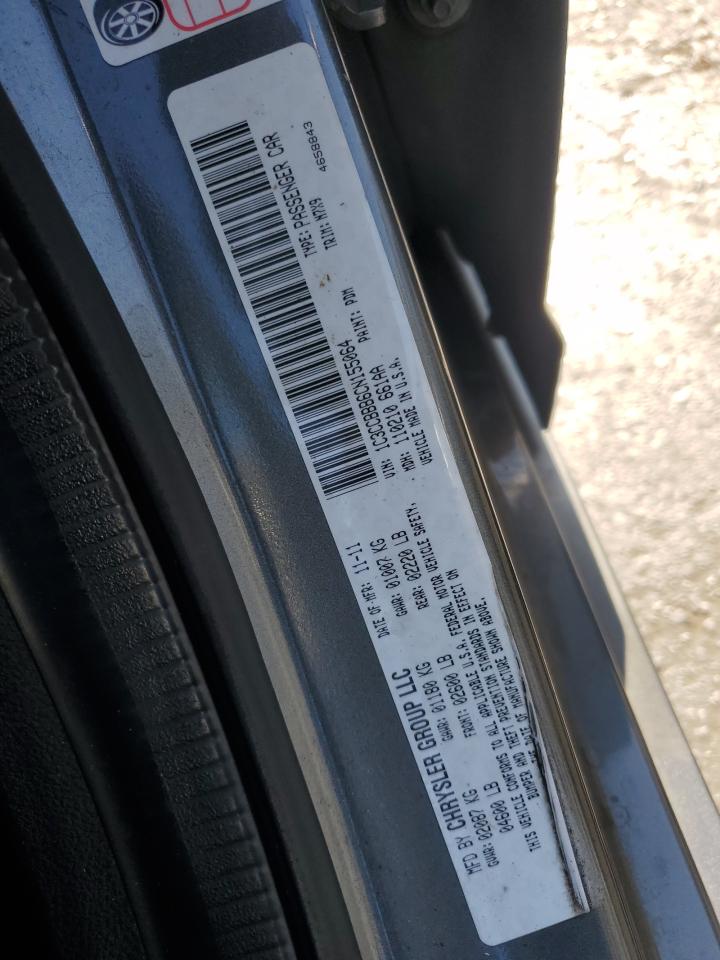 MFD BY CHRYSLER GROUP LLC
DATE OF MFR: 11-11
GVWR: 02087 KG
GAWR: 01180 KG
GAWR: 01007 KG
04600 LB
FRONT: 02600 LB
REAR: 02220 LB
THIS VEHICLE CONFORMS TO ALL APPLICABLE U.S.A. FEDERAL MOTOR VEHICLE SAFETY,
BUMPER AND THEFT PREVENTION STANDARDS IN EFFECT ON
THE DATE OF MANUFACTURE SHOWN ABOVE.
VIN: 1C3CCBBB6CN155064
TYPE: PASSENGER CAR
MDH: 110210 661AA
PAINT: PDM
TRIM: N7X9
VEHICLE MADE IN U.S.A.
4658843